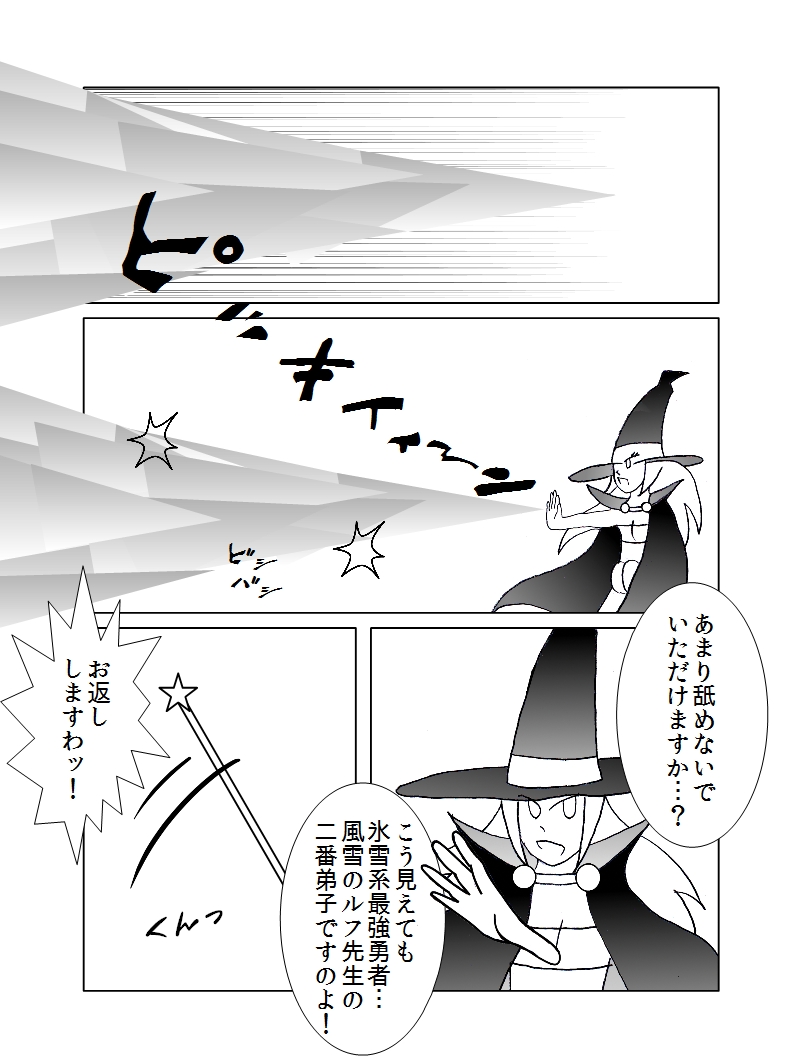 ピキイィーン
ビシ
バシ
あまり舐めないで
いただけますか…?
こう見えても
氷雪系最強勇者…
風雪のルフ先生の
二番弟子ですのよ!
お返し
しますわッ!
くんっ